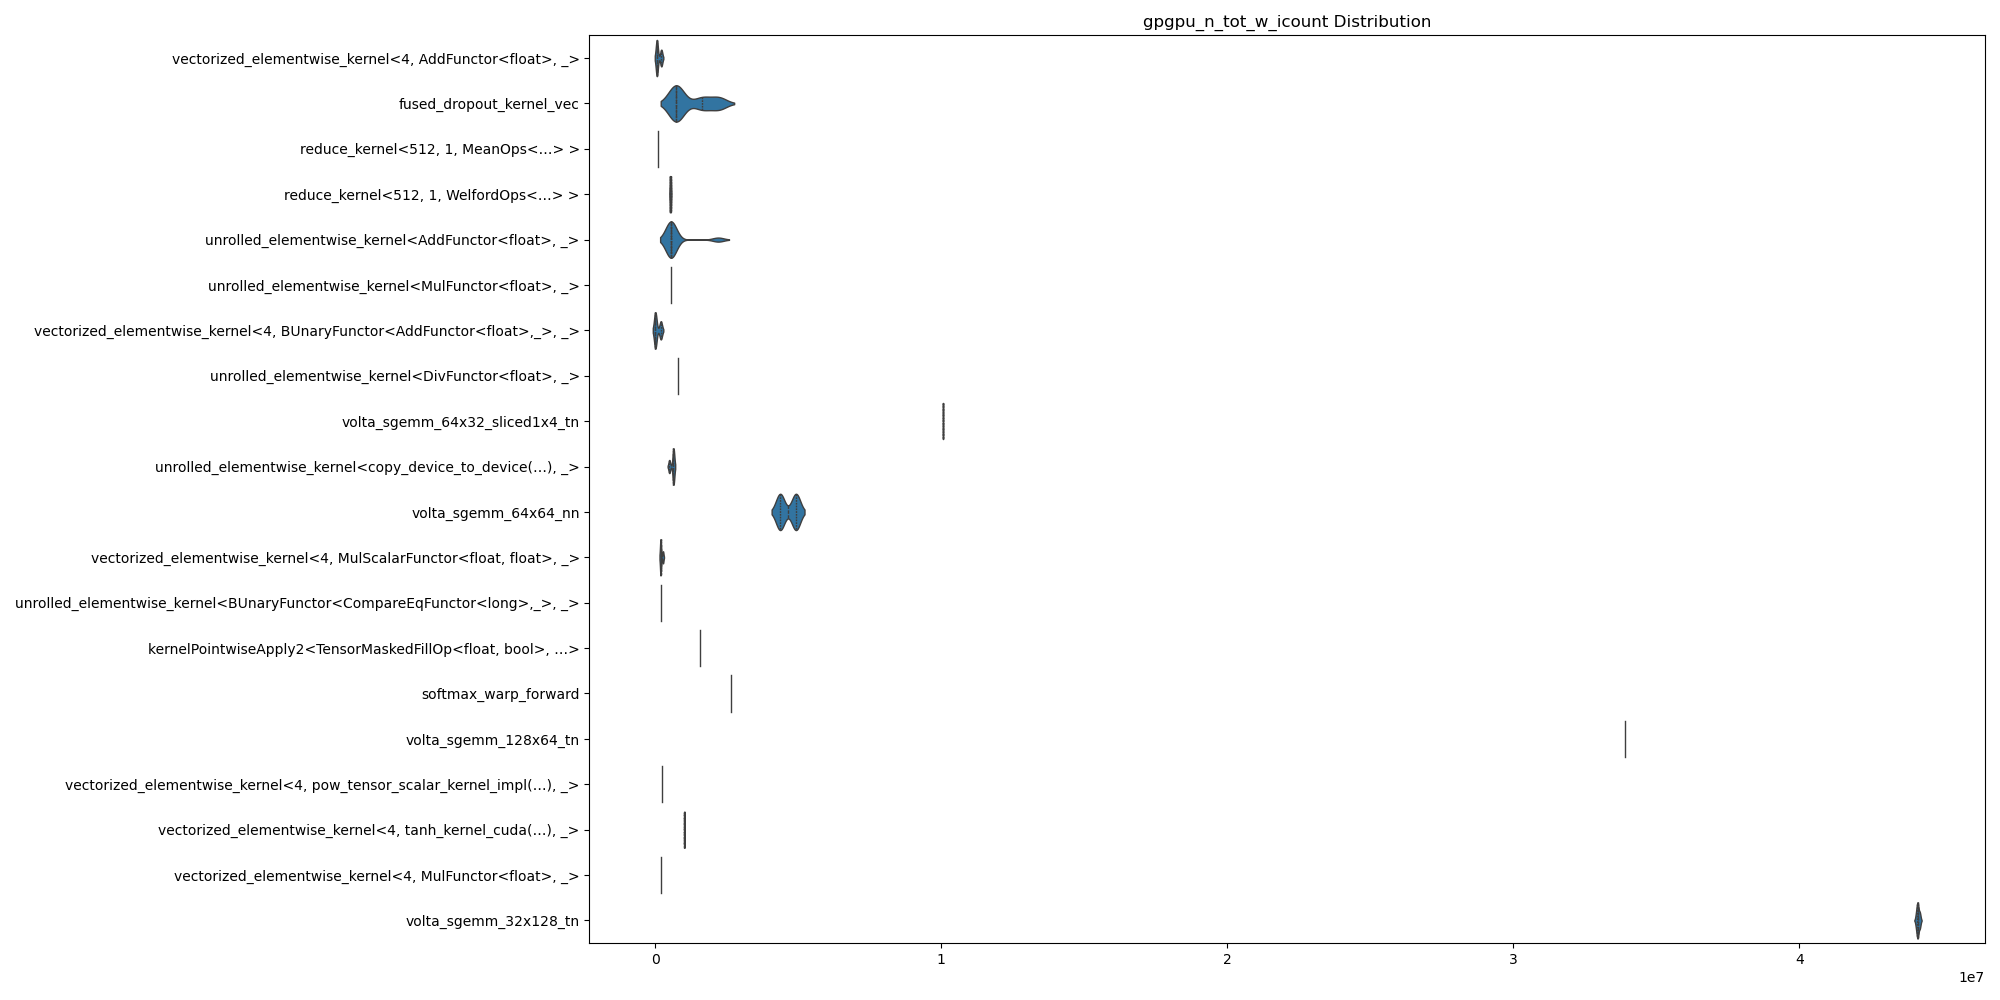 gpgpu_n_tot_w_icount Distribution
vectorized_elementwise_kernel<4, AddFunctor<float>, _>
fused_dropout_kernel_vec
reduce_kernel<512, 1, MeanOps<...> >
reduce_kernel<512, 1, WelfordOps<...> >
unrolled_elementwise_kernel<AddFunctor<float>, _>
unrolled_elementwise_kernel<MulFunctor<float>, _>
vectorized_elementwise_kernel<4, BUnaryFunctor<AddFunctor<float>,_>, _>
unrolled_elementwise_kernel<DivFunctor<float>, _>
volta_sgemm_64x32_sliced1x4_tn
unrolled_elementwise_kernel<copy_device_to_device(...), _>
volta_sgemm_64x64_nn
vectorized_elementwise_kernel<4, MulScalarFunctor<float, float>, _>
unrolled_elementwise_kernel<BUnaryFunctor<CompareEqFunctor<long>,_>, _>
kernelPointwiseApply2<TensorMaskedFillOp<float, bool>, ...>
softmax_warp_forward
volta_sgemm_128x64_tn
vectorized_elementwise_kernel<4, pow_tensor_scalar_kernel_impl(...), _>
vectorized_elementwise_kernel<4, tanh_kernel_cuda(...), _>
vectorized_elementwise_kernel<4, MulFunctor<float>, _>
volta_sgemm_32x128_tn
0 1 2 3 4
1e7